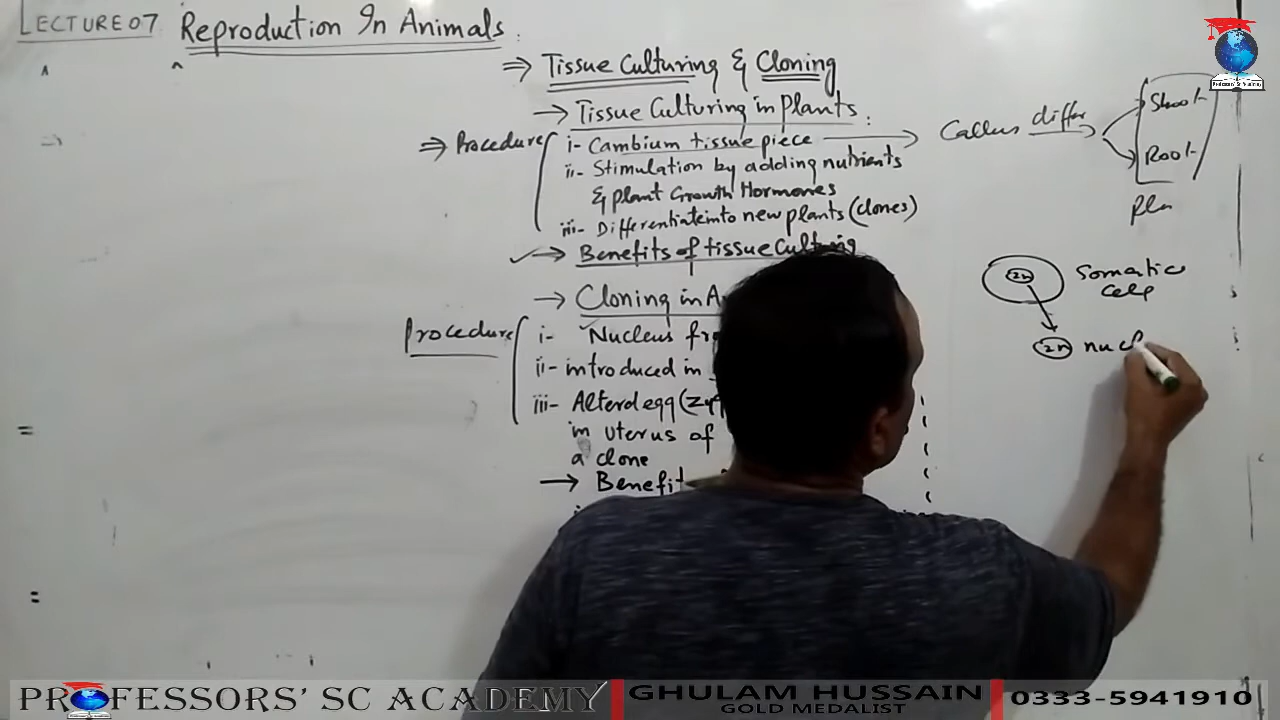 LECTURE 07 Reproduction In Animals
⇒ Tissue Culturing & Cloning
→ Tissue Culturing in Plants :
⇒ Procedure
i- Cambium tissue piece →
ii- Stimulation by adding nutrients
& plant Growth Hormones
iii- Differentiate into new plants (clones)
→ Benefits of tissue culturing
→ Cloning in
Procedure
i- Nucleus
ii- introduced in
iii- Alterd egg
in uterus of
a clone
→ Benefit
Callus differ
Shoot
Root
Pla
2n Somatic
cell
2n nucl
PROFESSORS' SC ACADEMY
GHULAM HUSSAIN
GOLD MEDALIST
0333-5941910